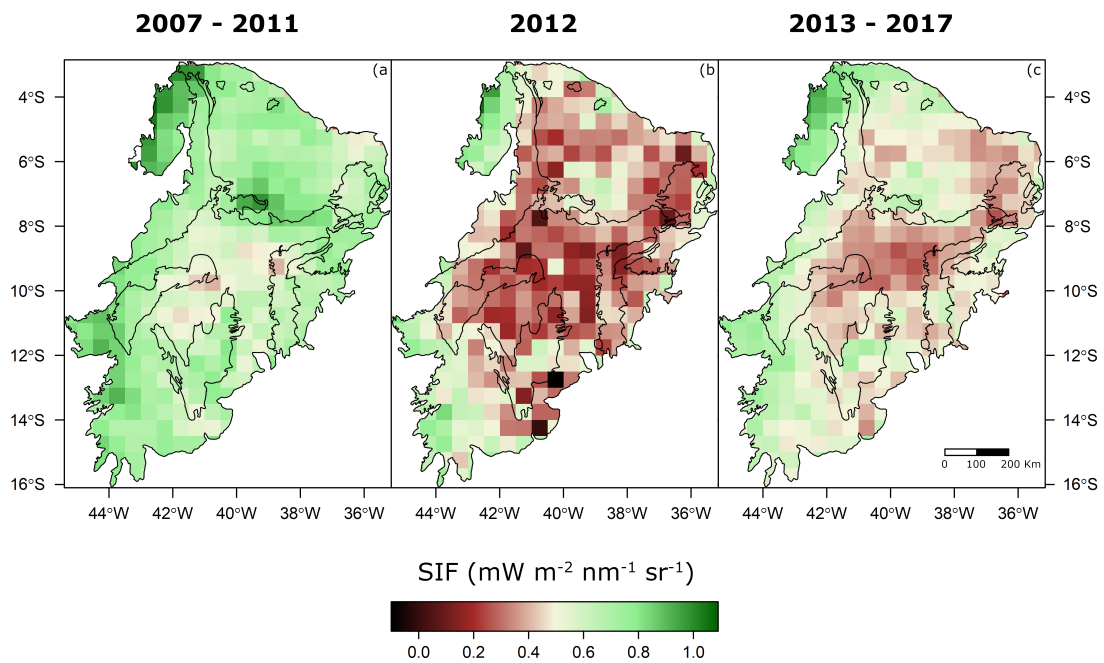 2007 - 2011 2012 2013 - 2017
(a (b (c
4°S 4°S
6°S 6°S
8°S 8°S
10°S 10°S
12°S 12°S
14°S 14°S
0 100 200 Km
16°S 16°S
44°W 42°W 40°W 38°W 36°W 44°W 42°W 40°W 38°W 36°W 44°W 42°W 40°W 38°W 36°W
SIF (mW m-2 nm-1 sr-1)
0.0 0.2 0.4 0.6 0.8 1.0